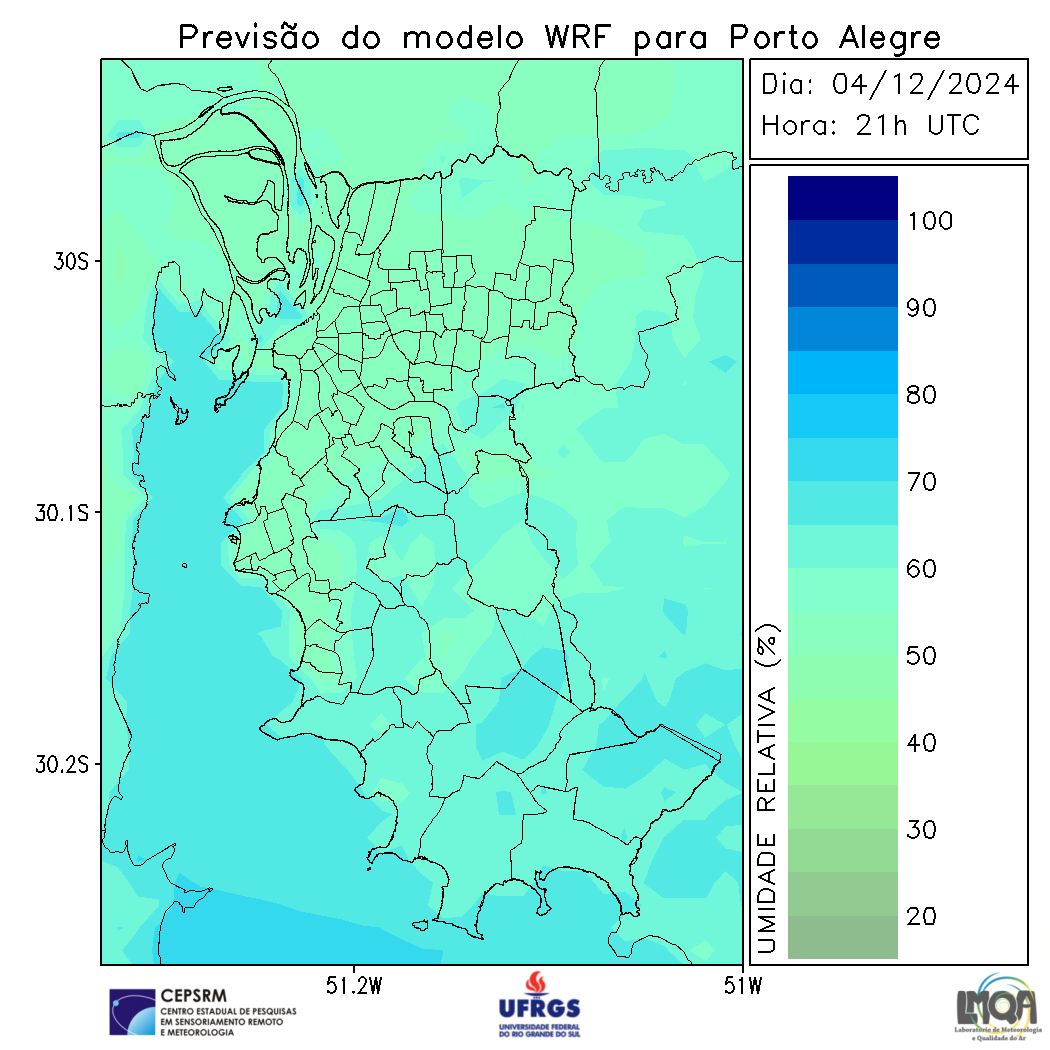 Previsão do modelo WRF para Porto Alegre
Dia: 04/12/2024
Hora: 21h UTC
30S
30.1S
30.2S
51.2W
51W
UMIDADE RELATIVA (%)
100
90
80
70
60
50
40
30
20
CEPSRM
CENTRO ESTADUAL DE PESQUISAS
EM SENSORIAMENTO REMOTO
E METEOROLOGIA
UFRGS
UNIVERSIDADE FEDERAL
DO RIO GRANDE DO SUL
LMQA
Laboratório de Meteorologia
e Qualidade do Ar